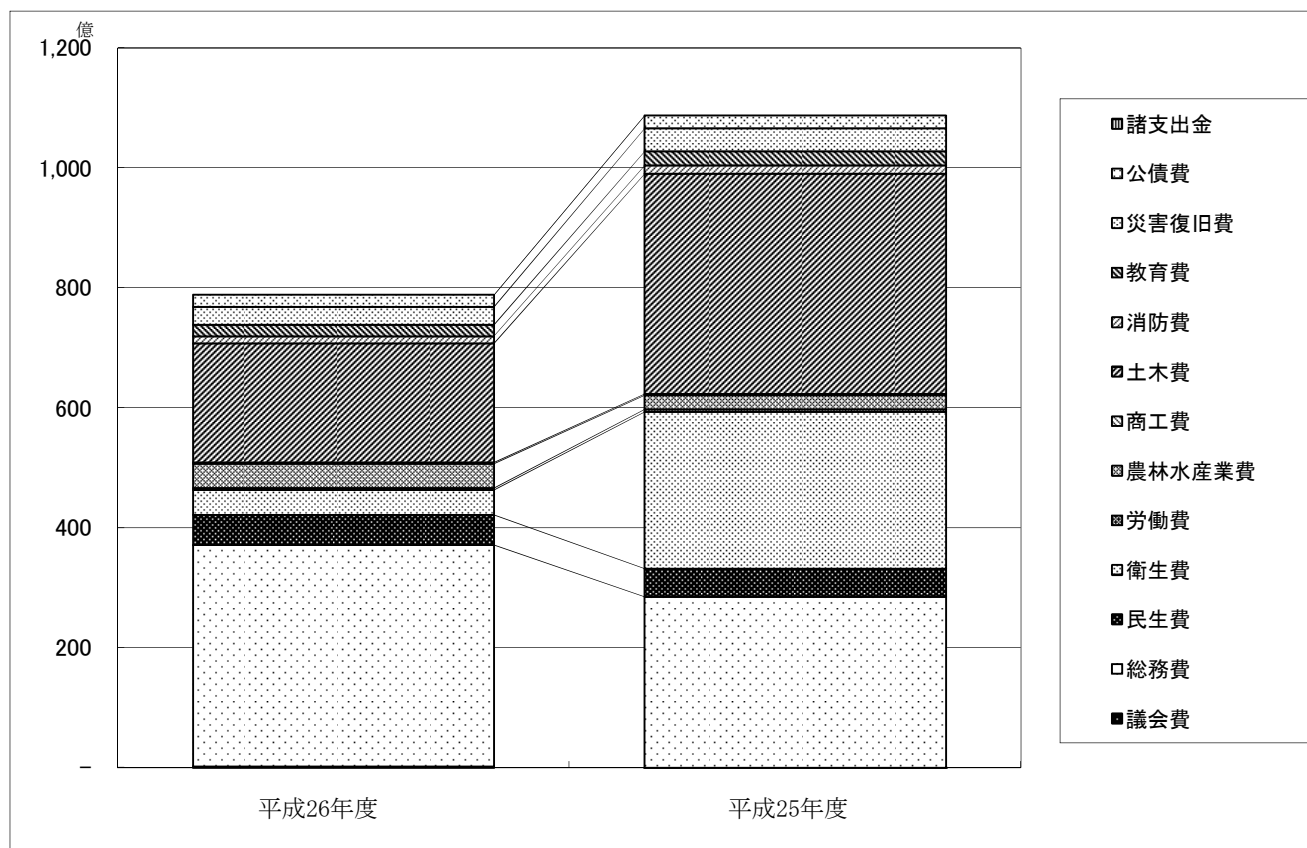 億
1,200
1,000
800
600
400
200
−
平成26年度
平成25年度
諸支出金
公債費
災害復旧費
教育費
消防費
土木費
商工費
農林水産業費
労働費
衛生費
民生費
総務費
議会費